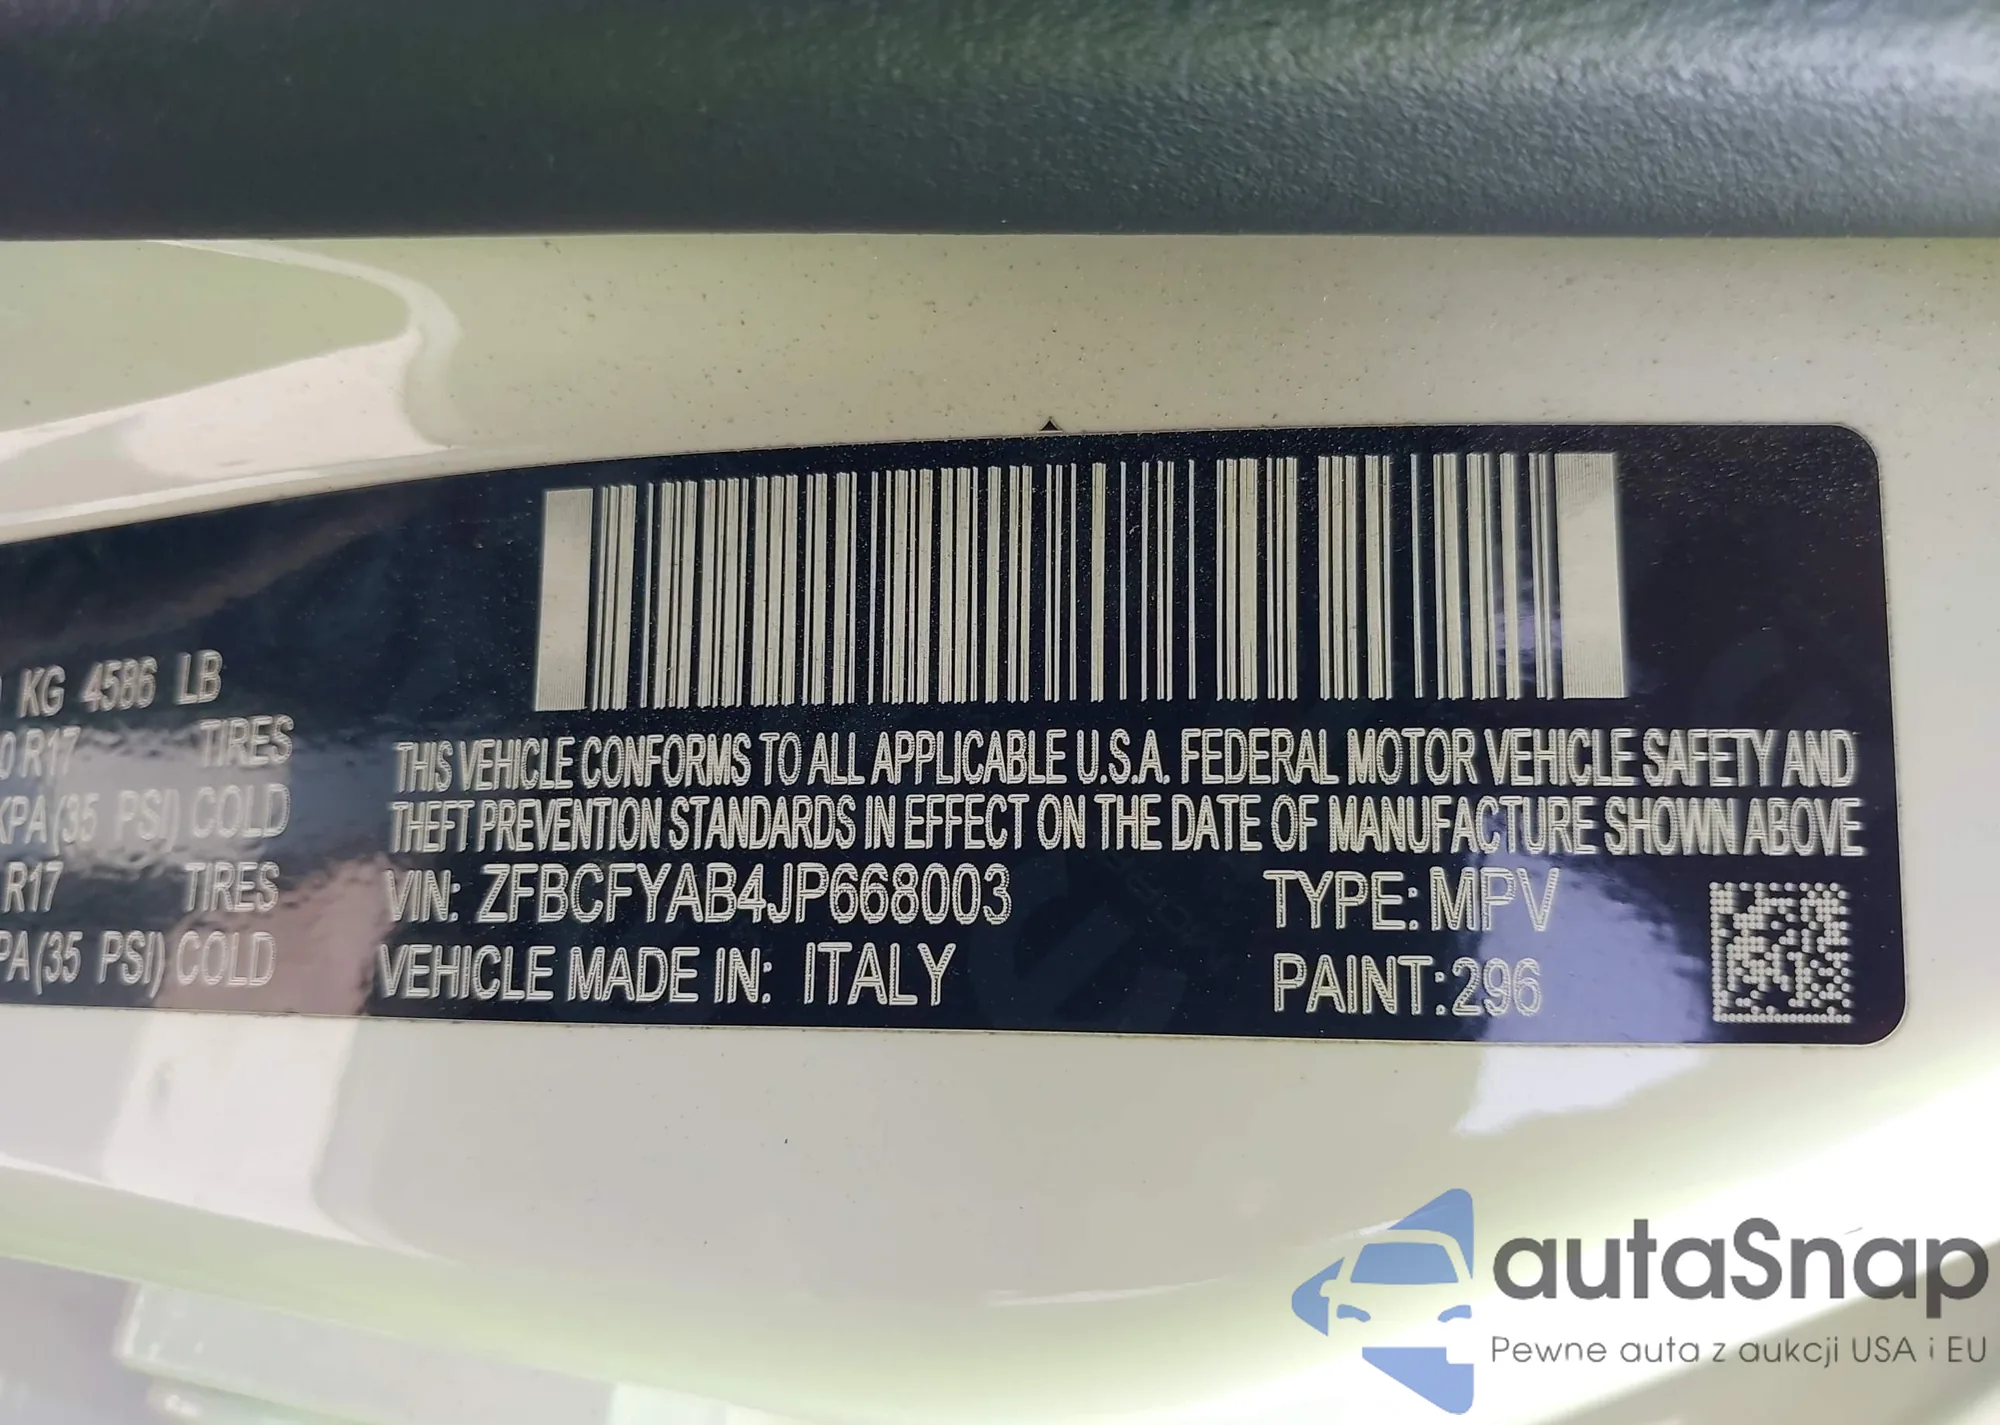 KG 4586 LB
0 R17 TIRES
KPA(35 PSI) COLD
R17 TIRES
PA(35 PSI) COLD
THIS VEHICLE CONFORMS TO ALL APPLICABLE U.S.A. FEDERAL MOTOR VEHICLE SAFETY AND
THEFT PREVENTION STANDARDS IN EFFECT ON THE DATE OF MANUFACTURE SHOWN ABOVE
VIN: ZFBCFYAB4JP668003 TYPE: MPV
VEHICLE MADE IN: ITALY PAINT:296
autaSnap
Pewne auta z aukcji USA i EU